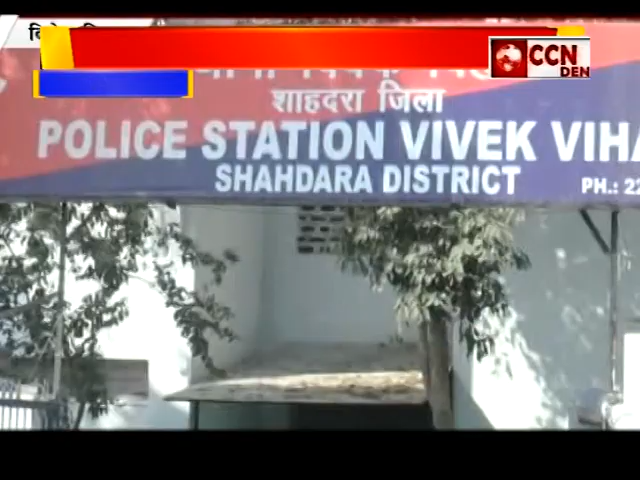 CCN
DEN
शाहदरा जिला
POLICE STATION VIVEK VIHA
SHAHDARA DISTRICT
PH.: 22